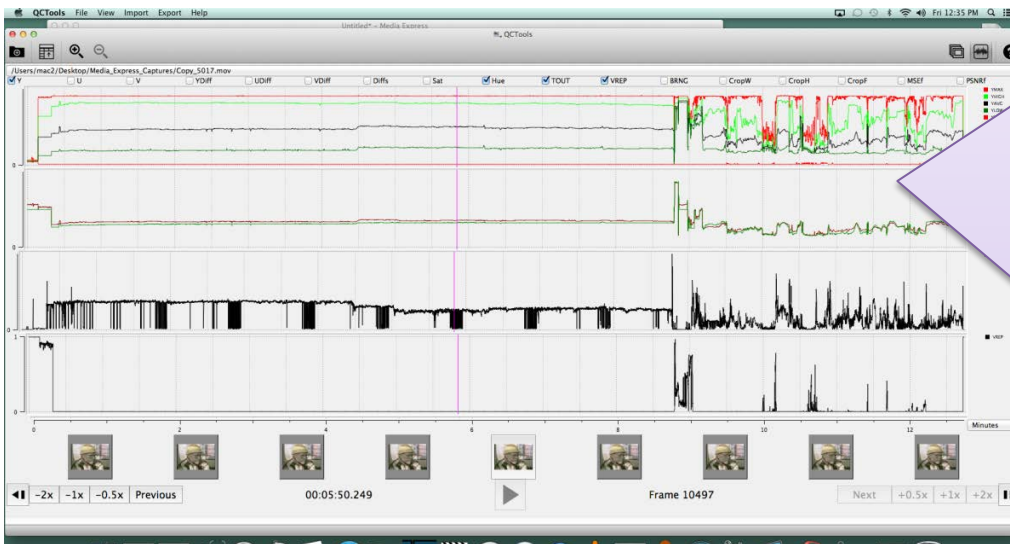 QCTools File View Import Export Help Fri 12:35 PM
Untitled* – Media Express
QCTools
/Users/mac2/Desktop/Media_Express_Captures/Copy_5017.mov
Y U V YDiff UDiff VDiff Diffs Sat Hue TOUT VREP BRNG CropW CropH CropF MSEf PSNRf
0
0
0
1 VREP
0
0 2 4 6 8 10 12 Minutes
-2x -1x -0.5x Previous 00:05:50.249 Frame 10497 Next +0.5x +1x +2x